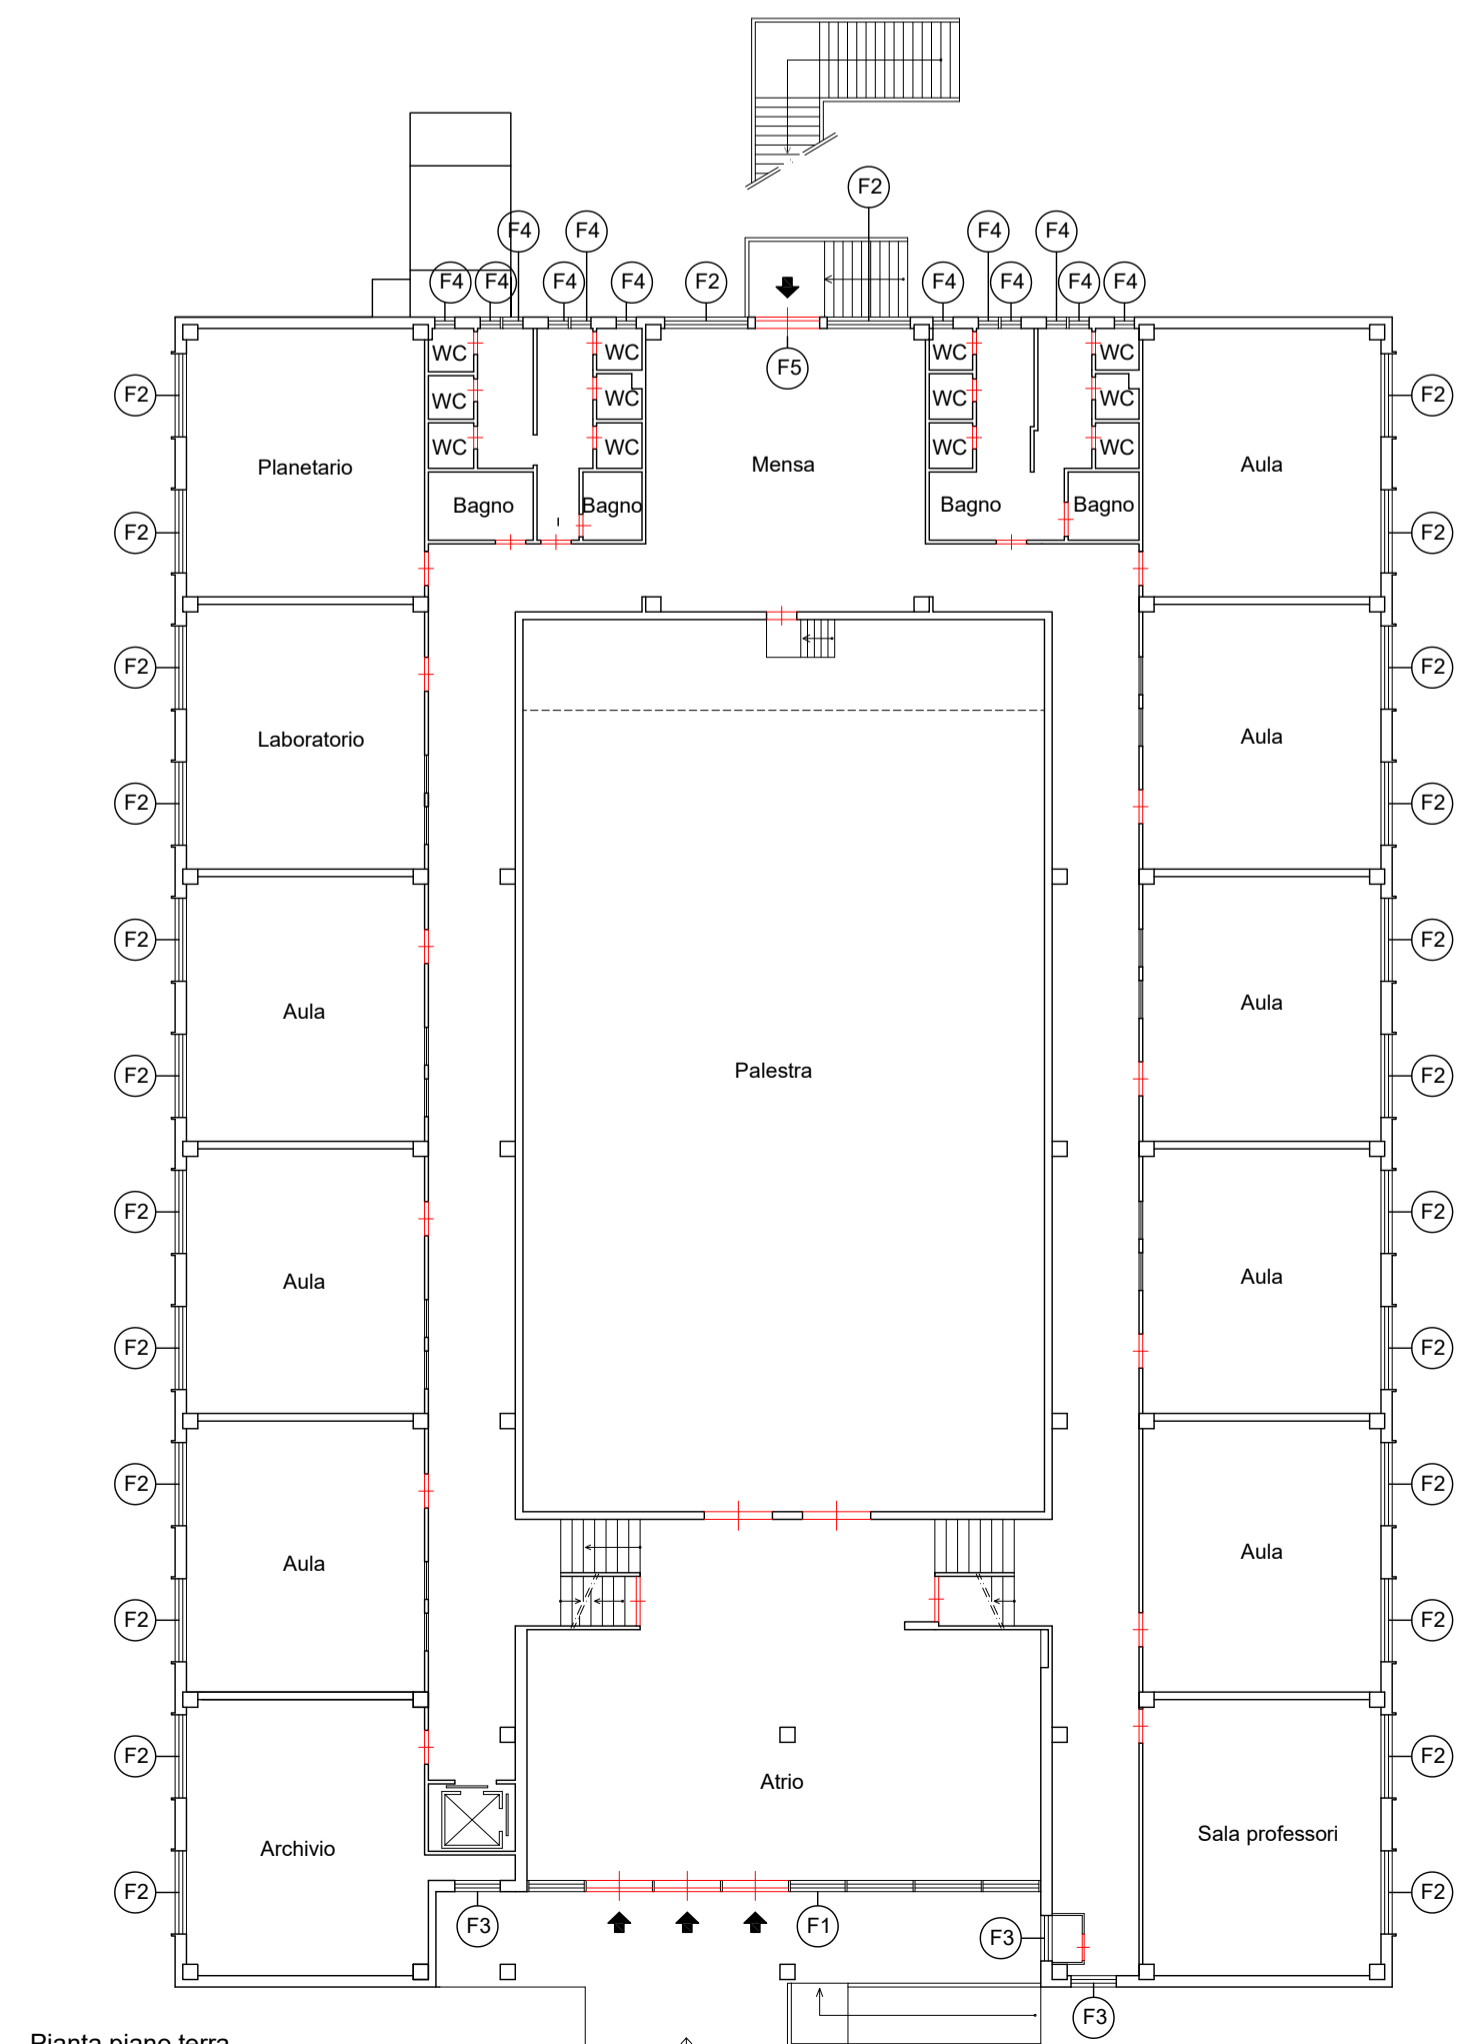 F2
F4 F4 F4 F4
F4 F4 F4 F2 F4 F4 F4 F4
WC WC WC WC
F5
F2 WC WC WC WC F2
WC WC WC WC
Planetario Mensa Aula
Bagno Bagno Bagno Bagno
F2 F2
F2 F2
Laboratorio Aula
F2 F2
F2 F2
Aula Aula
Palestra
F2 F2
F2 F2
Aula Aula
F2 F2
F2 F2
Aula Aula
F2 F2
F2 F2
Atrio
Archivio Sala professori
F2 F2
F3 F1 F3
F3
Pianta piano terra